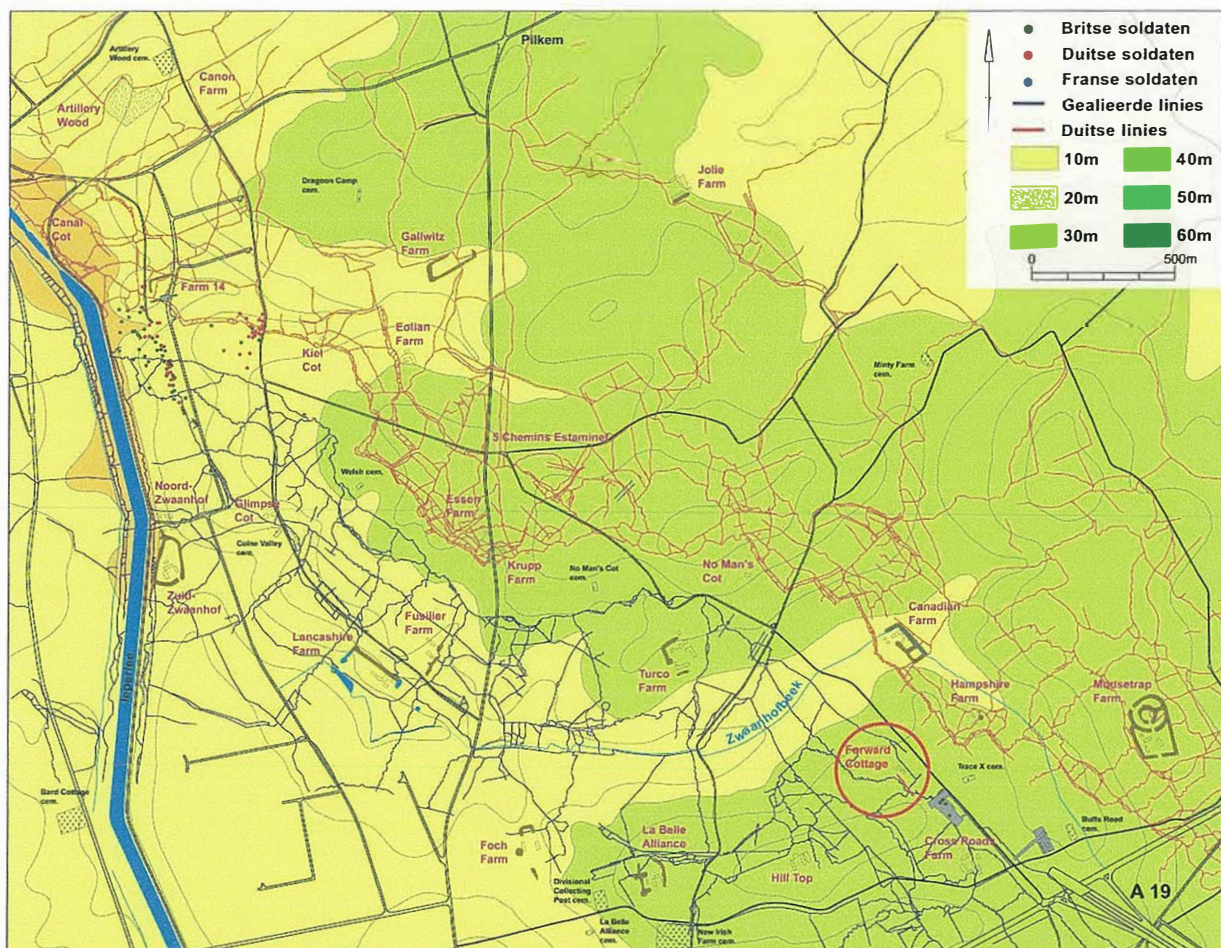 Pilkem
Artillery
Wood cem.
Canon
Farm
Artillery
Wood
Britse soldaten
Duitse soldaten
Franse soldaten
Gealieerde linies
Duitse linies
10m
40m
20m
50m
30m
60m
0
500m
Dragoon Camp
cem.
Jolie
Farm
Canal
Cot
Gallwitz
Farm
Farm 14
Kiel
Cot
Eolian
Farm
Minty Farm
cem.
5 Chemins Estaminet
Welsh cem.
Noord-
Zwaanhof
Glimpse
Cot
Essen
Farm
Colne Valley
cem.
Krupp
Farm
No Man's Cot
cem.
No Man's
Cot
Zuid-
Zwaanhof
Fusilier
Farm
Lancashire
Farm
Canadian
Farm
Ieperlee
Turco
Farm
Hampshire
Farm
Mousetrap
Farm
Zwaanhofbeek
Forward
Cottage
Trace X cem.
Bard Cottage
cem.
Buffs Road
cem.
Foch
Farm
La Belle
Alliance
Cross Roads
Farm
Hill Top
Divisional
Collecting
Post cem.
A 19
La Belle
Alliance
cem.
New Irish
Farm cem.